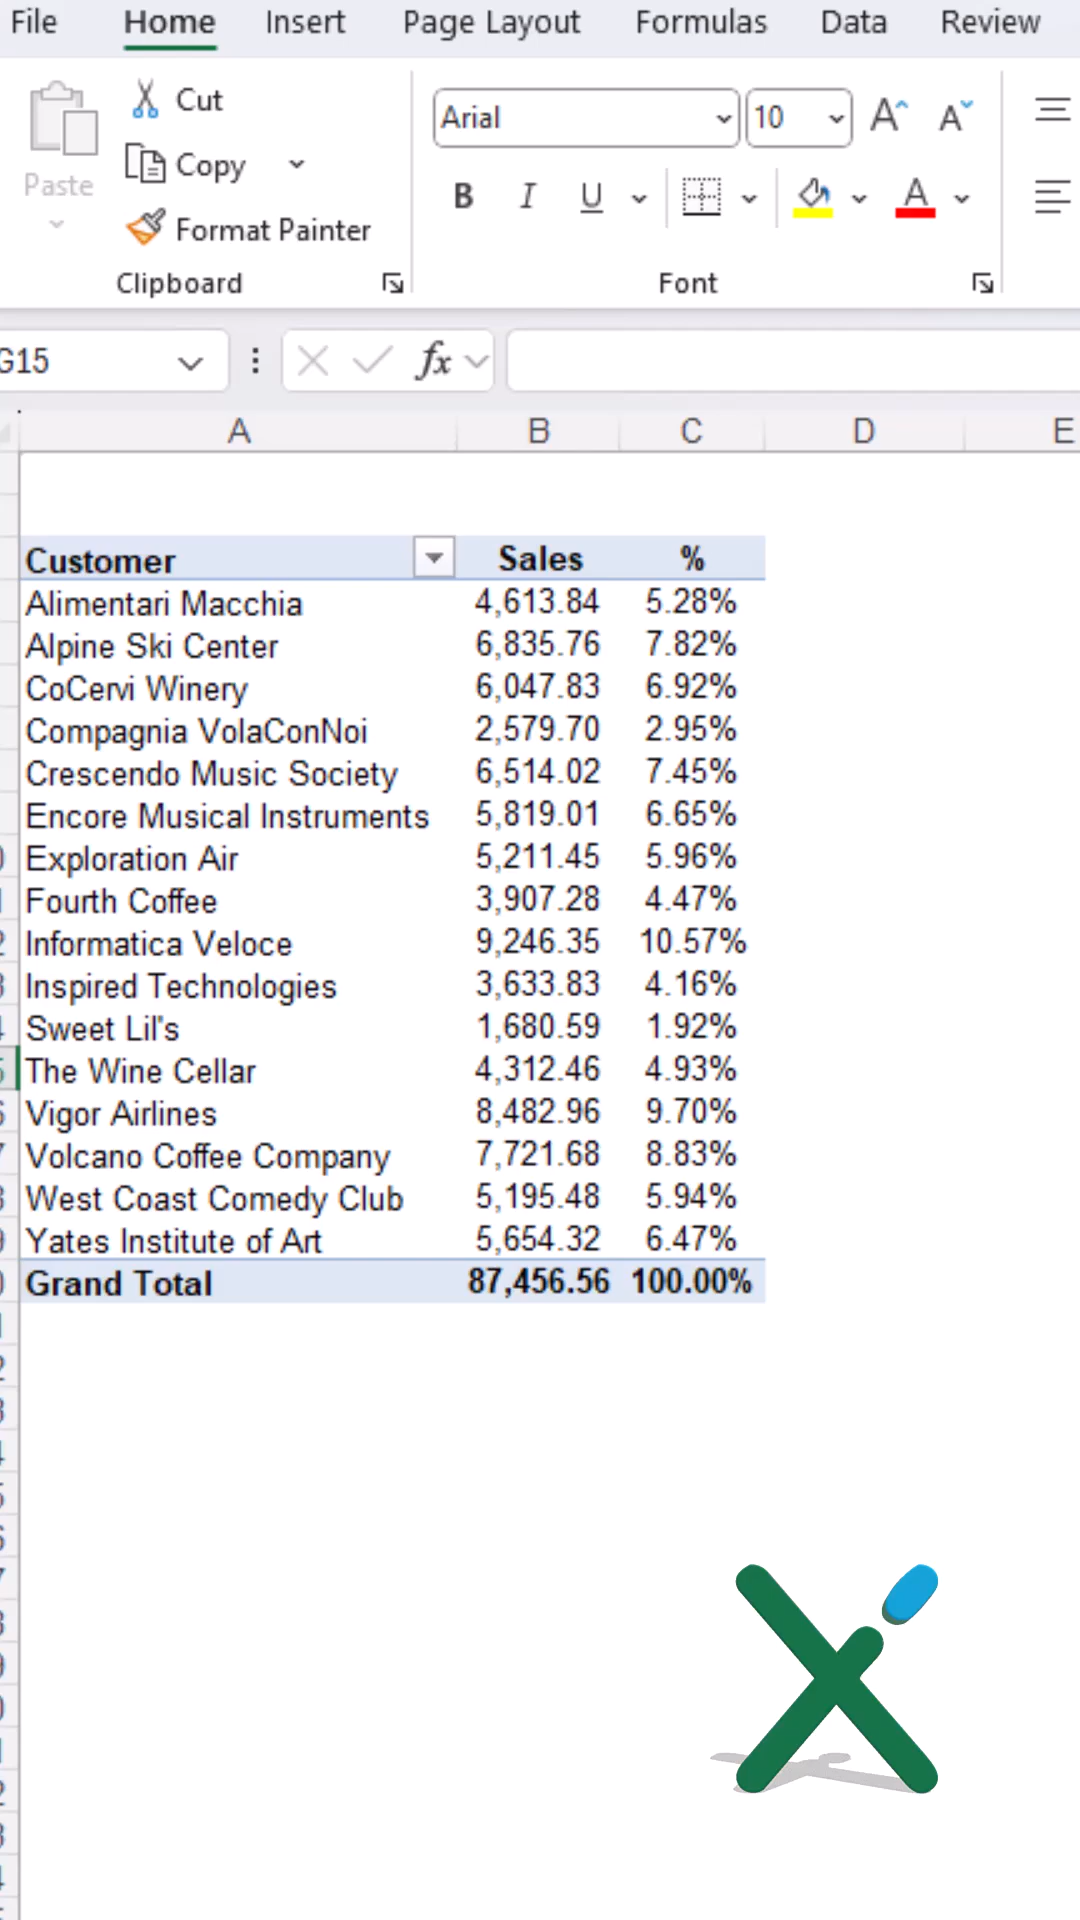 File Home Insert Page Layout Formulas Data Review
Cut
Arial 10
Copy
Paste
B I U
Format Painter
Clipboard Font
G15 fx
A B C D E
Customer Sales %
Alimentari Macchia 4,613.84 5.28%
Alpine Ski Center 6,835.76 7.82%
CoCervi Winery 6,047.83 6.92%
Compagnia VolaConNoi 2,579.70 2.95%
Crescendo Music Society 6,514.02 7.45%
Encore Musical Instruments 5,819.01 6.65%
Exploration Air 5,211.45 5.96%
Fourth Coffee 3,907.28 4.47%
Informatica Veloce 9,246.35 10.57%
Inspired Technologies 3,633.83 4.16%
Sweet Lil's 1,680.59 1.92%
The Wine Cellar 4,312.46 4.93%
Vigor Airlines 8,482.96 9.70%
Volcano Coffee Company 7,721.68 8.83%
West Coast Comedy Club 5,195.48 5.94%
Yates Institute of Art 5,654.32 6.47%
Grand Total 87,456.56 100.00%